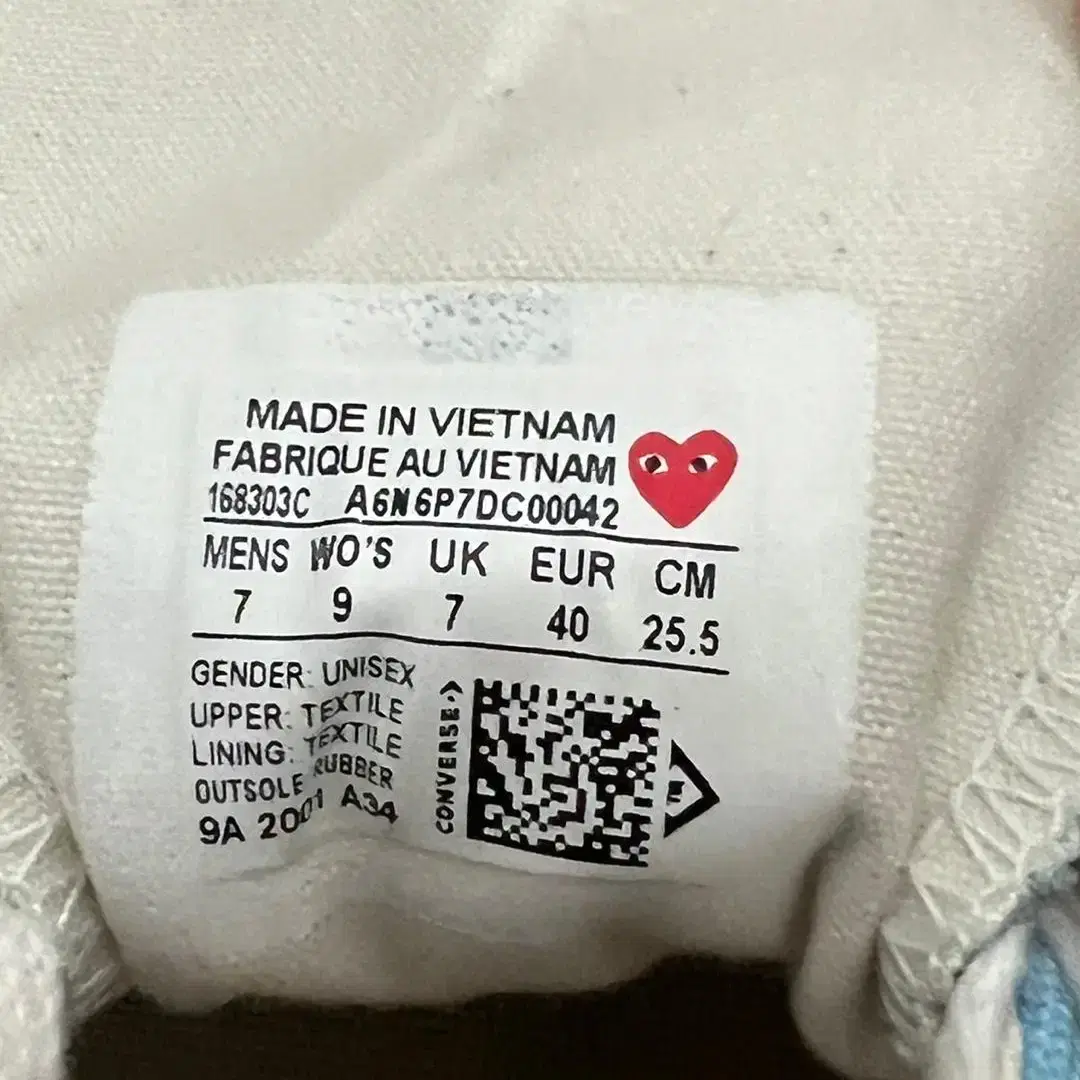 MADE IN VIETNAM
FABRIQUE AU VIETNAM
168303C A6N6P7DC00042
MENS WO'S UK EUR CM
7 9 7 40 25.5
GENDER: UNISEX
UPPER: TEXTILE
LINING: TEXTILE
OUTSOLE RUBBER
9A 2001 A34
CONVERSE
E